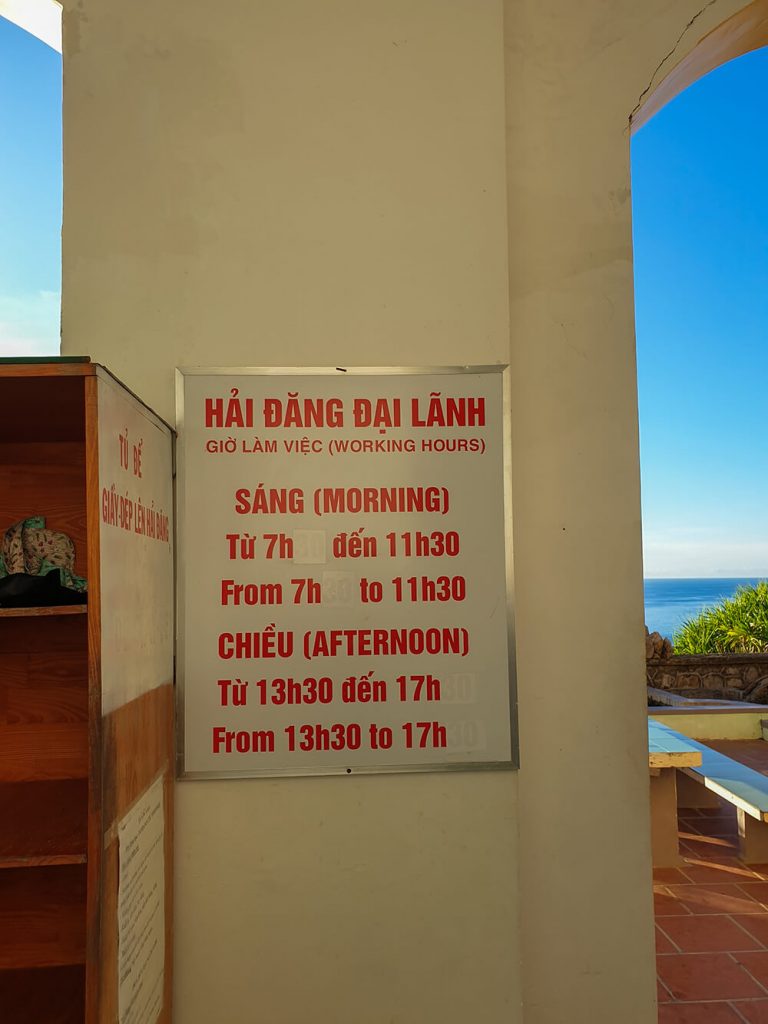 HẢI ĐĂNG ĐẠI LÃNH
GIỜ LÀM VIỆC (WORKING HOURS)
SÁNG (MORNING)
Từ 7h đến 11h30
From 7h to 11h30
CHIỀU (AFTERNOON)
Từ 13h30 đến 17h
From 13h30 to 17h
TỦ ĐỂ
GIẦY-DÉP LÊN HẢI ĐĂNG